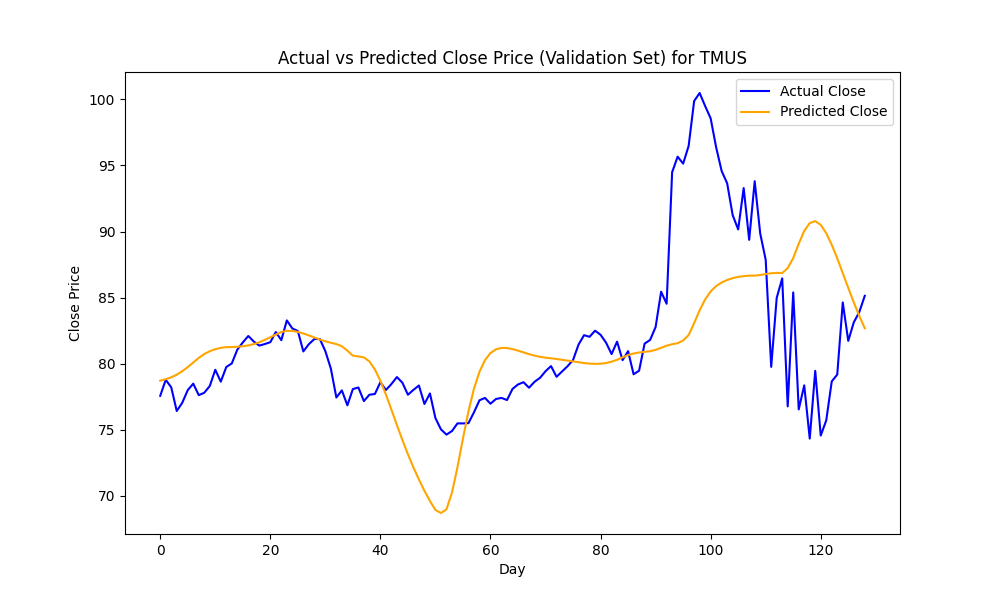 Actual vs Predicted Close Price (Validation Set) for TMUS
Actual Close
Predicted Close
Close Price
100
95
90
85
80
75
70
0 20 40 60 80 100 120
Day